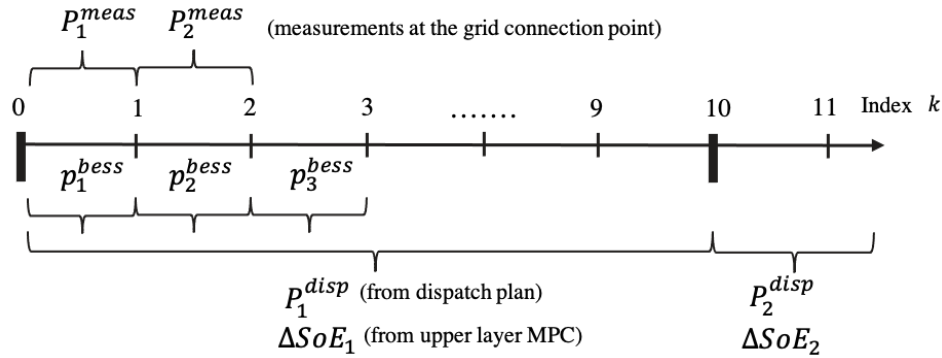 P_1^{meas} P_2^{meas} (measurements at the grid connection point)
0 1 2 3 ....... 9 10 11 Index k
p_1^{bess} p_2^{bess} p_3^{bess}
P_1^{disp} (from dispatch plan) P_2^{disp}
ΔSoE_1 (from upper layer MPC) ΔSoE_2